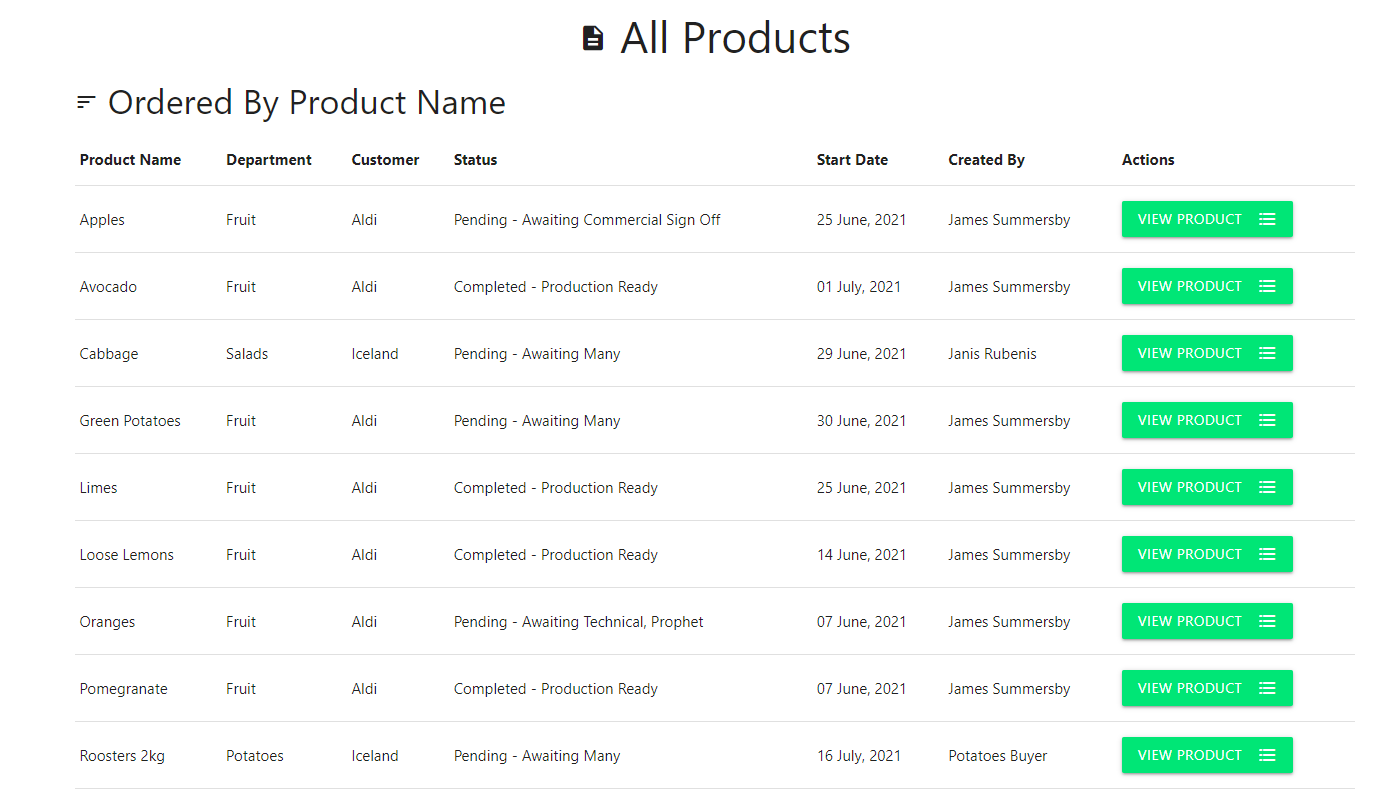 All Products
Ordered By Product Name
Product Name Department Customer Status Start Date Created By Actions
Apples Fruit Aldi Pending - Awaiting Commercial Sign Off 25 June, 2021 James Summersby VIEW PRODUCT
Avocado Fruit Aldi Completed - Production Ready 01 July, 2021 James Summersby VIEW PRODUCT
Cabbage Salads Iceland Pending - Awaiting Many 29 June, 2021 Janis Rubenis VIEW PRODUCT
Green Potatoes Fruit Aldi Pending - Awaiting Many 30 June, 2021 James Summersby VIEW PRODUCT
Limes Fruit Aldi Completed - Production Ready 25 June, 2021 James Summersby VIEW PRODUCT
Loose Lemons Fruit Aldi Completed - Production Ready 14 June, 2021 James Summersby VIEW PRODUCT
Oranges Fruit Aldi Pending - Awaiting Technical, Prophet 07 June, 2021 James Summersby VIEW PRODUCT
Pomegranate Fruit Aldi Completed - Production Ready 07 June, 2021 James Summersby VIEW PRODUCT
Roosters 2kg Potatoes Iceland Pending - Awaiting Many 16 July, 2021 Potatoes Buyer VIEW PRODUCT